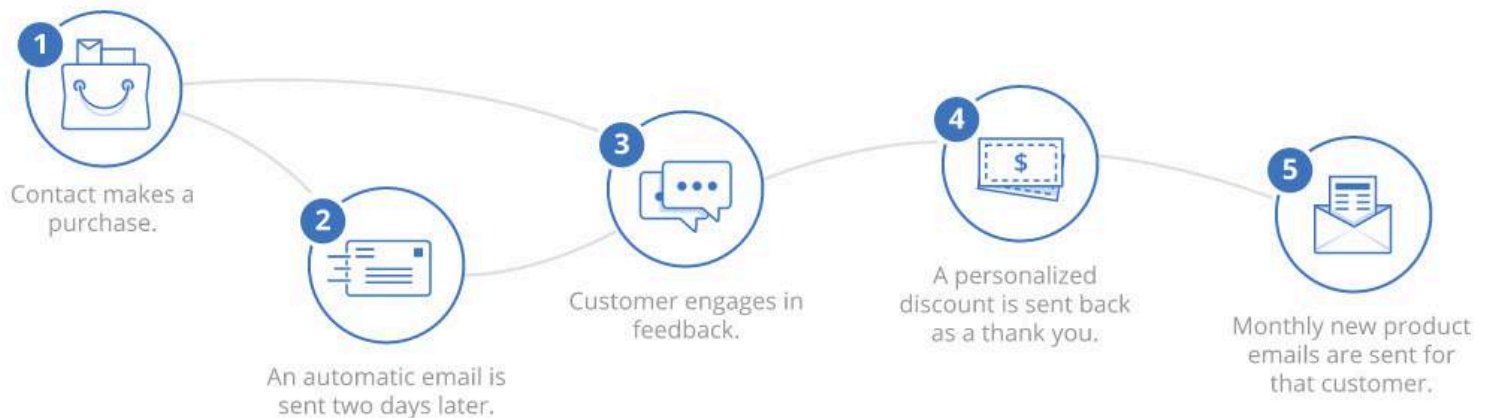 1
Contact makes a
purchase.
2
An automatic email is
sent two days later.
3
Customer engages in
feedback.
4
$
A personalized
discount is sent back
as a thank you.
5
Monthly new product
emails are sent for
that customer.